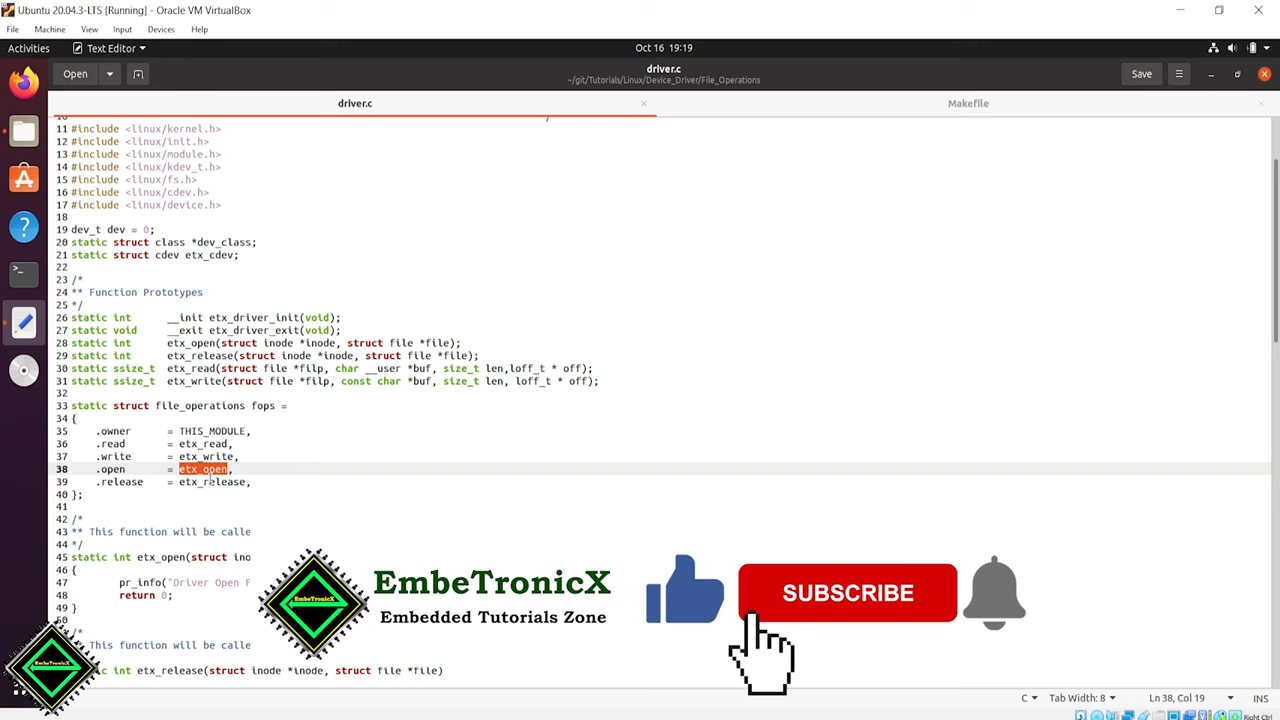 Ubuntu 20.04.3-LTS [Running] - Oracle VM VirtualBox
File Machine View Input Devices Help
Activities Text Editor Oct 16 19:19
Open driver.c Save
~/git/Tutorials/Linux/Device_Driver/File_Operations
driver.c × Makefile ×
11 #include <linux/kernel.h>
12 #include <linux/init.h>
13 #include <linux/module.h>
14 #include <linux/kdev_t.h>
15 #include <linux/fs.h>
16 #include <linux/cdev.h>
17 #include <linux/device.h>
18
19 dev_t dev = 0;
20 static struct class *dev_class;
21 static struct cdev etx_cdev;
22
23 /*
24 ** Function Prototypes
25 */
26 static int __init etx_driver_init(void);
27 static void __exit etx_driver_exit(void);
28 static int etx_open(struct inode *inode, struct file *file);
29 static int etx_release(struct inode *inode, struct file *file);
30 static ssize_t etx_read(struct file *filp, char __user *buf, size_t len,loff_t * off);
31 static ssize_t etx_write(struct file *filp, const char *buf, size_t len, loff_t * off);
32
33 static struct file_operations fops =
34 {
35 .owner = THIS_MODULE,
36 .read = etx_read,
37 .write = etx_write,
38 .open = etx_open,
39 .release = etx_release,
40 };
41
42 /*
43 ** This function will be calle
44 */
45 static int etx_open(struct ino
46 {
47 pr_info("Driver Open F
48 return 0;
49 }
/*
** This function will be calle
int etx_release(struct inode *inode, struct file *file)
EmbeTronicX
Embedded Tutorials Zone
SUBSCRIBE
EmbeTronicX
EmbeTronicX
C Tab Width: 8 Ln 38, Col 19 INS
Right Ctrl